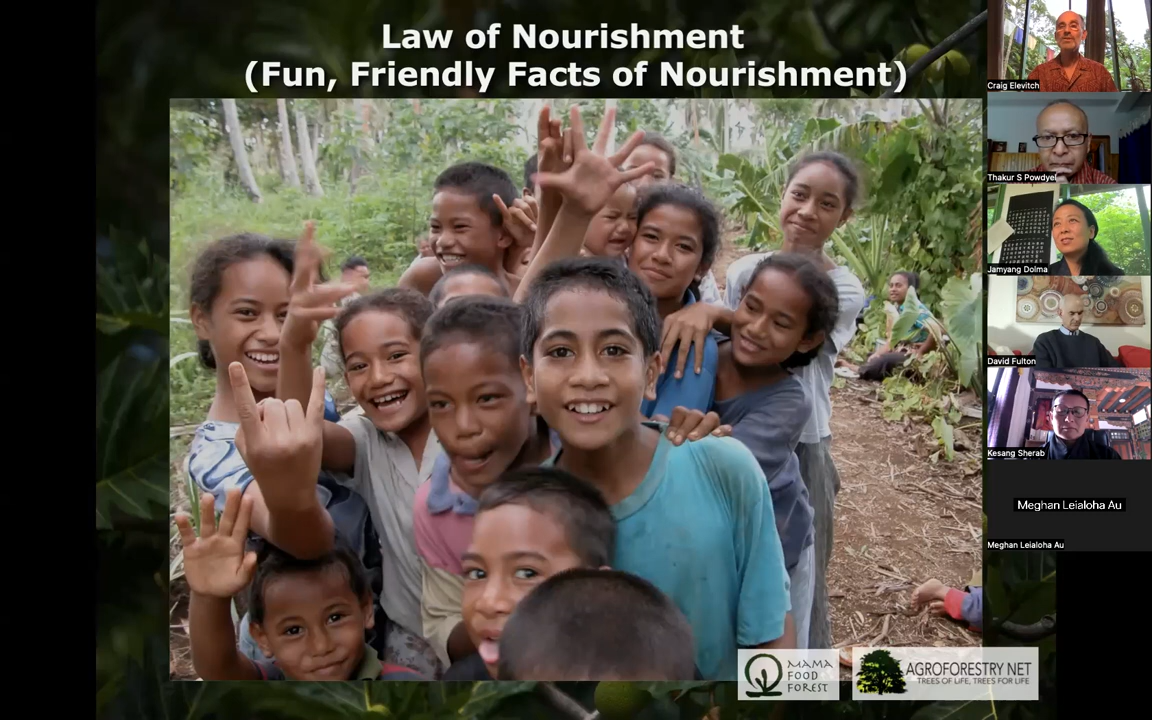 Law of Nourishment
(Fun, Friendly Facts of Nourishment)
Craig Elevitch
Thakur S Powdyel
Jamyang Dolma
David Fulton
Kesang Sherab
Meghan Leialoha Au
Meghan Leialoha Au
MAMA
FOOD
FOREST
AGROFORESTRY NET
TREES OF LIFE, TREES FOR LIFE